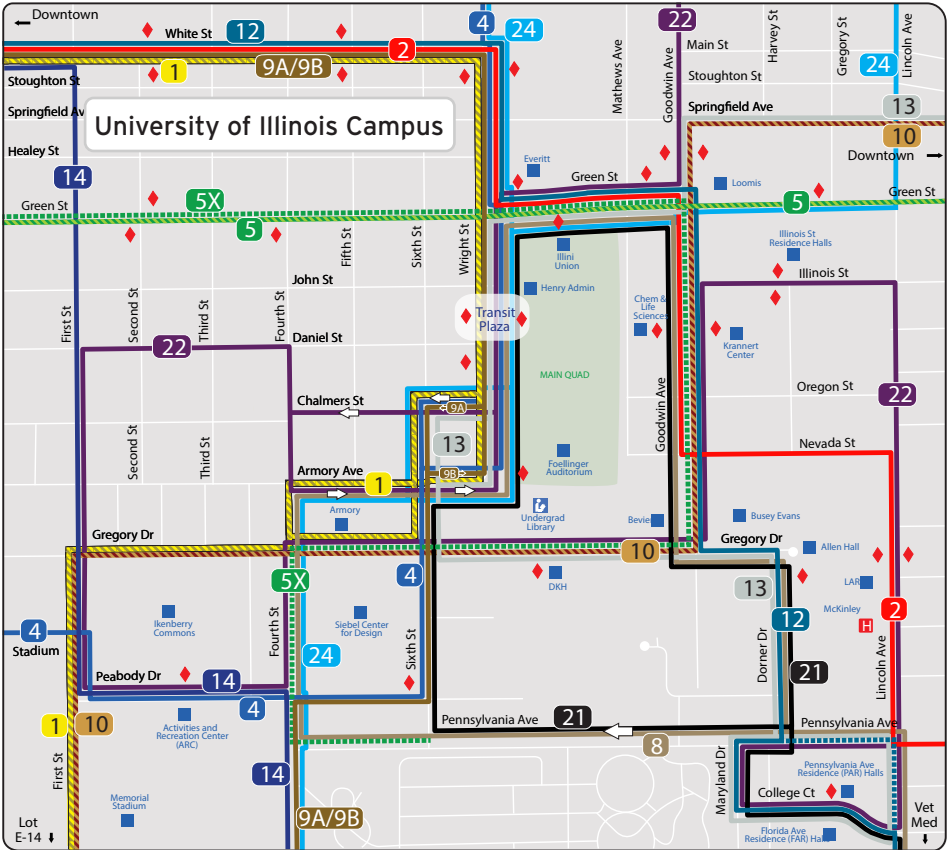 Downtown
White St
12
2
4
24
22
1
9A/9B
Stoughton St
Springfield Av
Healey St
University of Illinois Campus
14
Mathews Ave
Goodwin Ave
Main St
Stoughton St
Harvey St
Gregory St
Lincoln Ave
24
Springfield Ave
13
10
Downtown
Everitt
Green St
Loomis
5X
Green St
5
5
Green St
Fifth St
Sixth St
Wright St
Illini
Union
Illinois St
Residence Halls
John St
Henry Admin
Illinois St
First St
Second St
Third St
Fourth St
Transit
Plaza
Chem &
Life
Sciences
Daniel St
22
Krannert
Center
MAIN QUAD
Oregon St
22
Chalmers St
9A
Goodwin Ave
13
Nevada St
Second St
Third St
Armory Ave
9B
Foellinger
Auditorium
1
Armory
Undergrad
Library
Bevier
Busey Evans
Gregory Dr
10
Gregory Dr
Allen Hall
5X
4
DKH
13
LAR
Ikenberry
Commons
Siebel Center
for Design
12
McKinley
H
2
4
Stadium
Fourth St
24
Sixth St
Dorner Dr
21
Lincoln Ave
Peabody Dr
14
4
1
10
Activities and
Recreation Center
(ARC)
Pennsylvania Ave
21
8
Pennsylvania Ave
First St
14
Maryland Dr
Pennsylvania Ave
Residence (PAR) Halls
College Ct
Memorial
Stadium
9A/9B
Lot
E-14
Florida Ave
Residence (FAR) Halls
Vet
Med